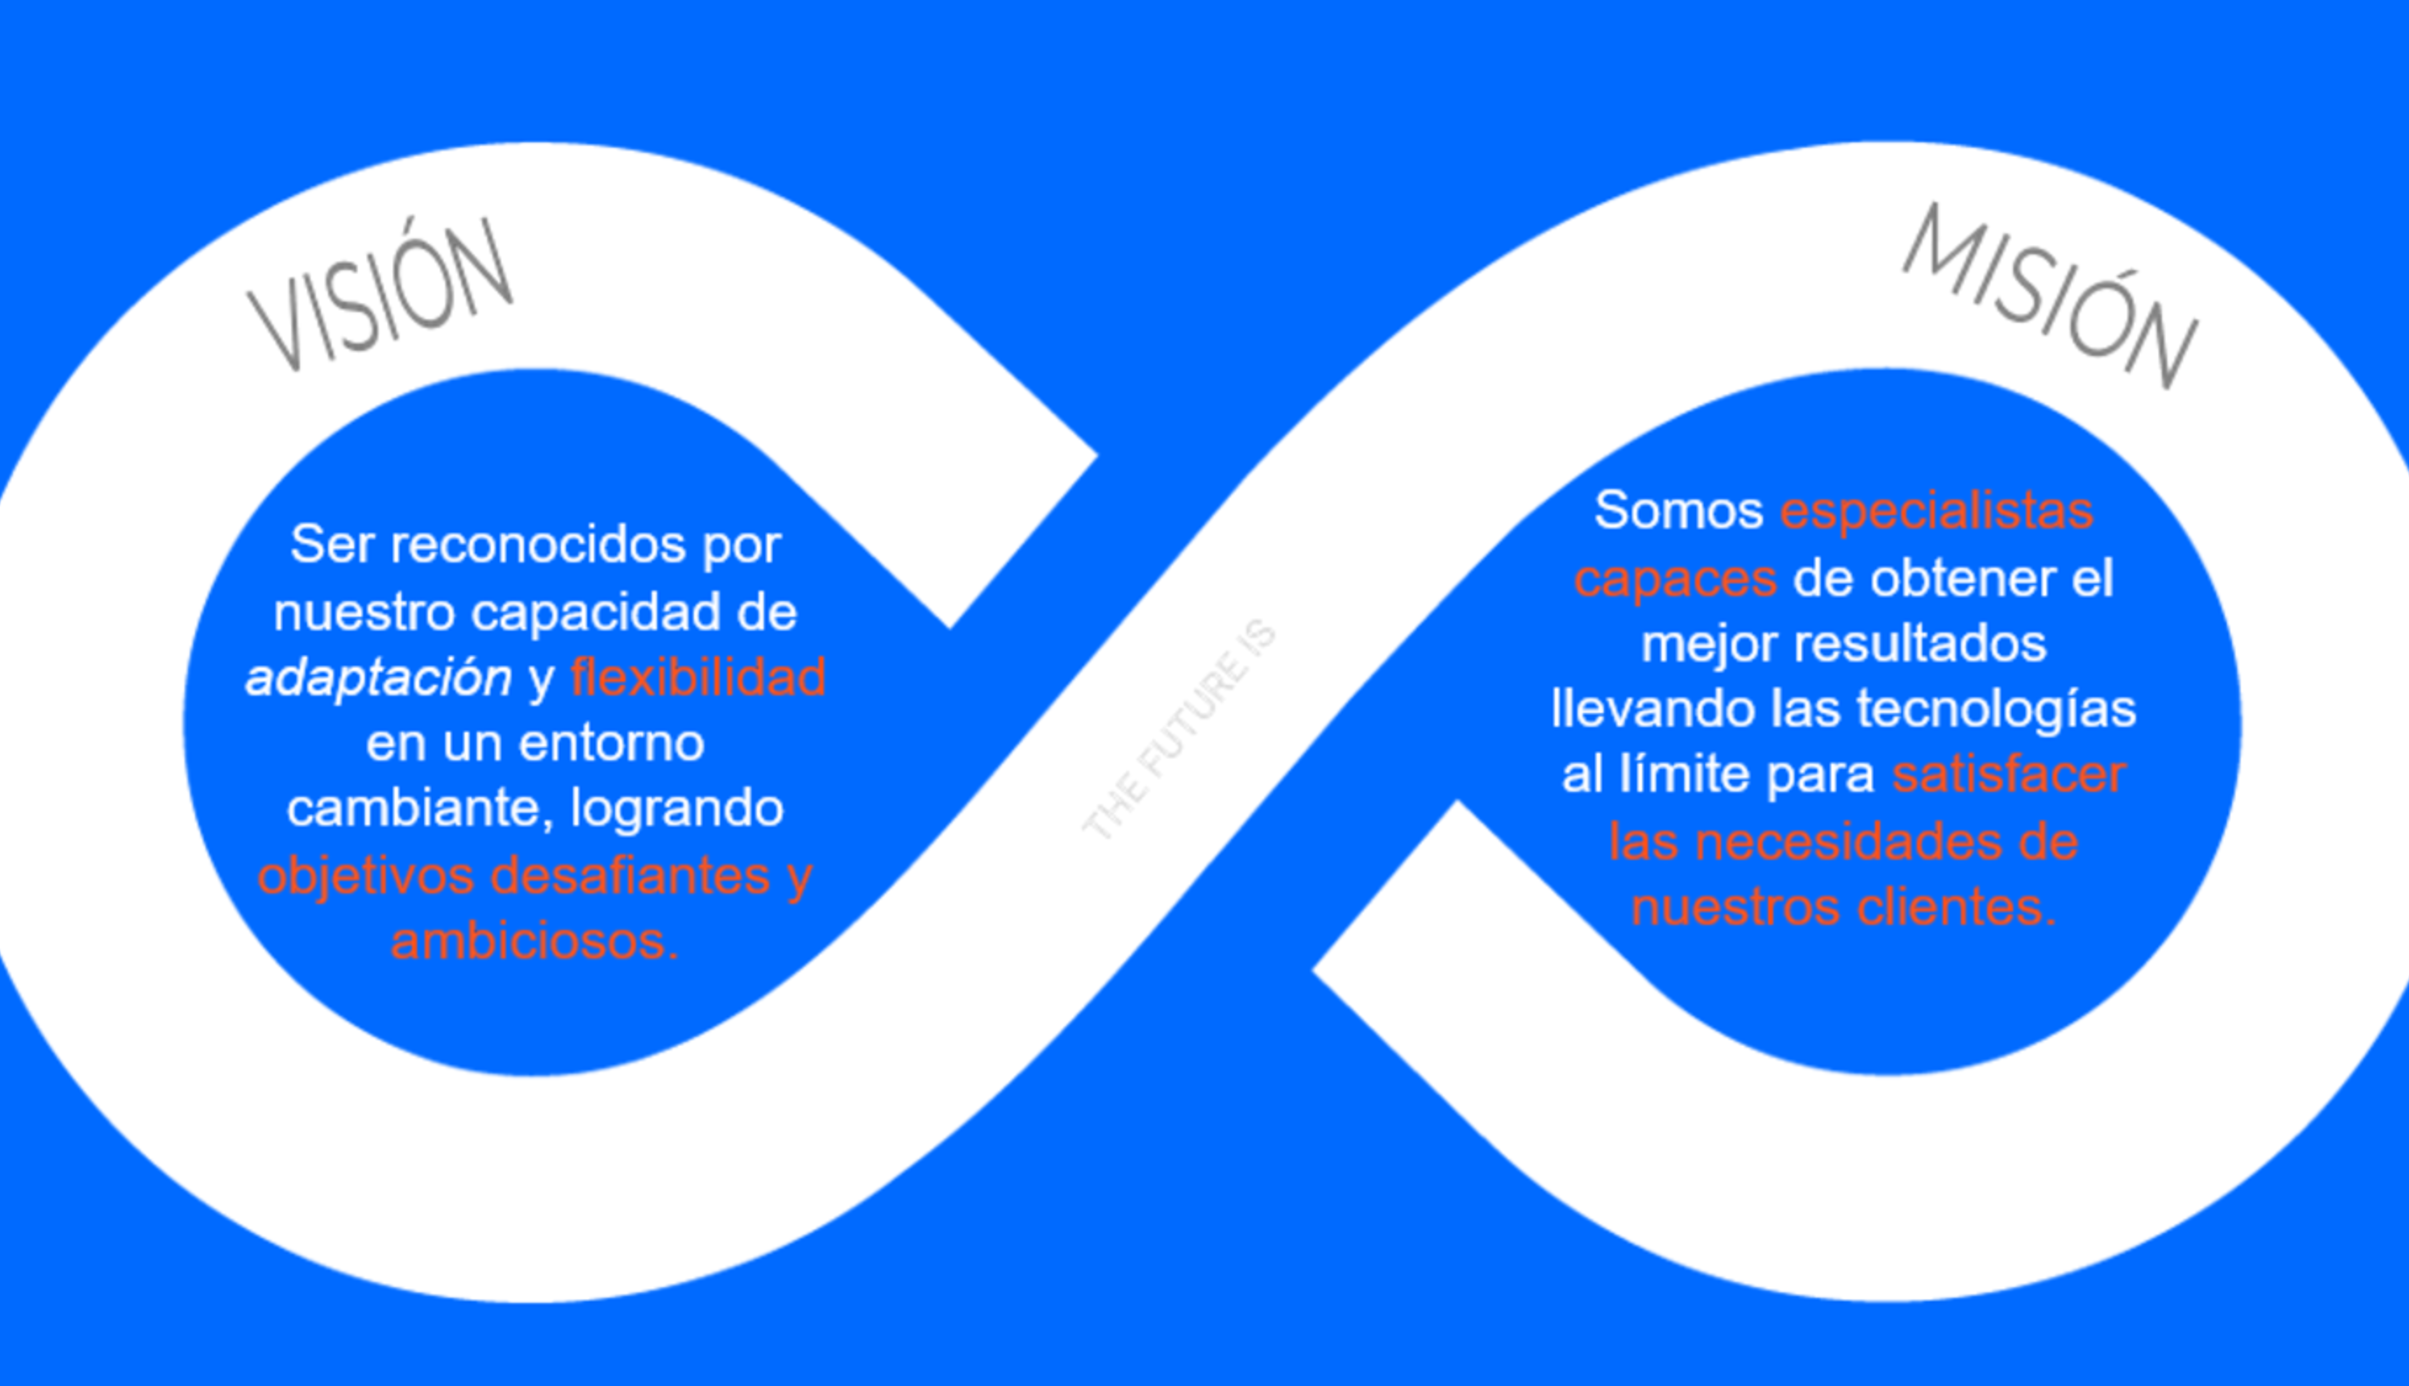 VISIÓN
Ser reconocidos por
nuestro capacidad de
adaptación y flexibilidad
en un entorno
cambiante, logrando
objetivos desafiantes y
ambiciosos.
THE FUTURE IS
MISIÓN
Somos especialistas
capaces de obtener el
mejor resultados
llevando las tecnologías
al límite para satisfacer
las necesidades de
nuestros clientes.